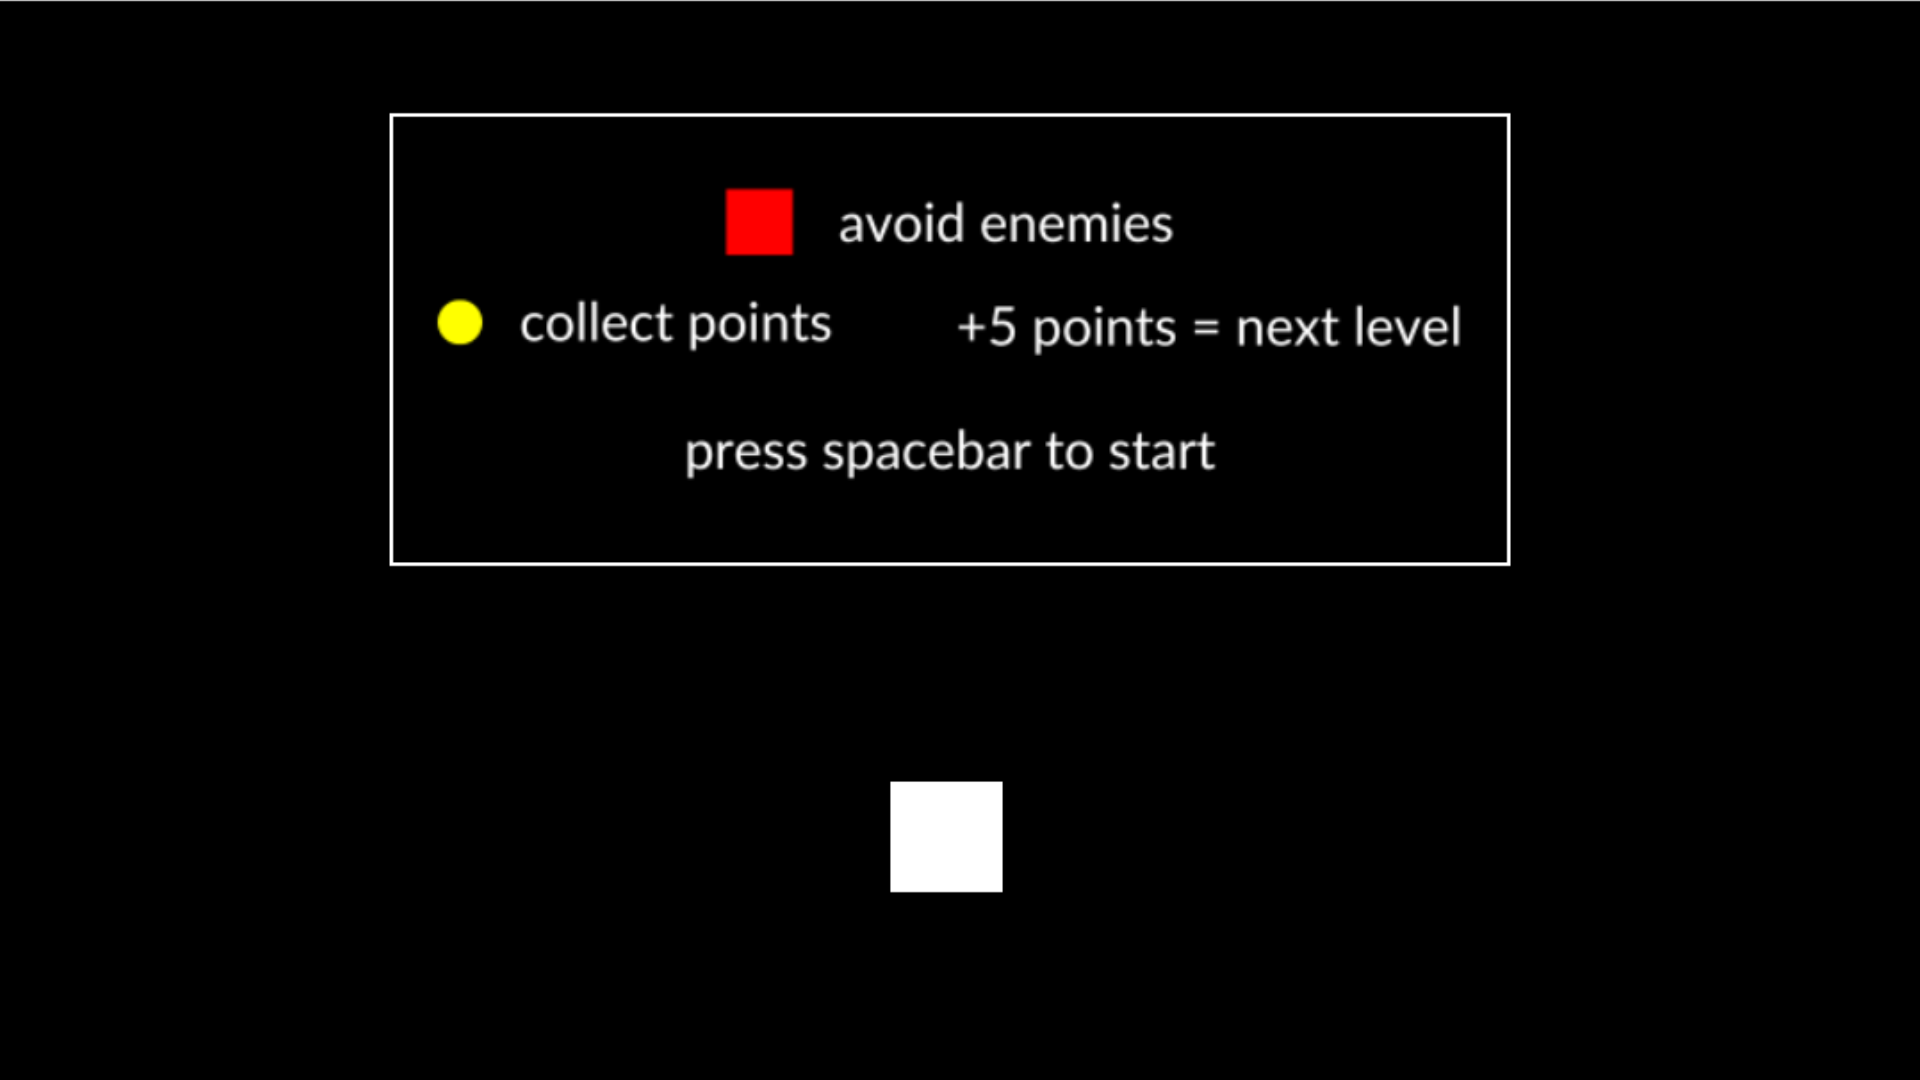 avoid enemies
collect points +5 points = next level
press spacebar to start